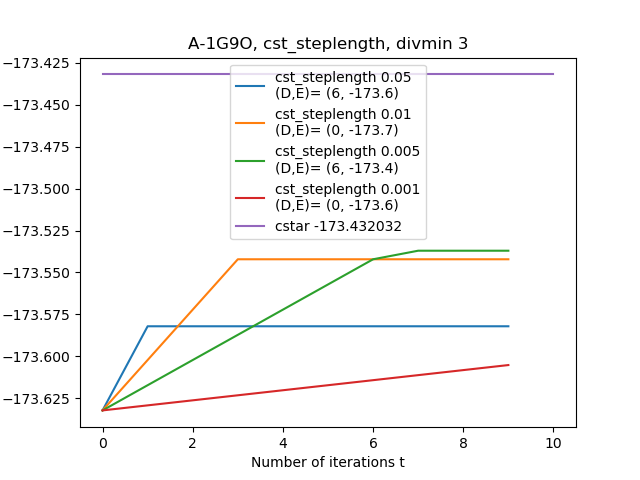 A-1G9O, cst_steplength, divmin 3
−173.425
−173.450
−173.475
−173.500
−173.525
−173.550
−173.575
−173.600
−173.625
cst_steplength 0.05
(D,E)= (6, -173.6)
cst_steplength 0.01
(D,E)= (0, -173.7)
cst_steplength 0.005
(D,E)= (6, -173.4)
cst_steplength 0.001
(D,E)= (0, -173.6)
cstar -173.432032
0 2 4 6 8 10
Number of iterations t